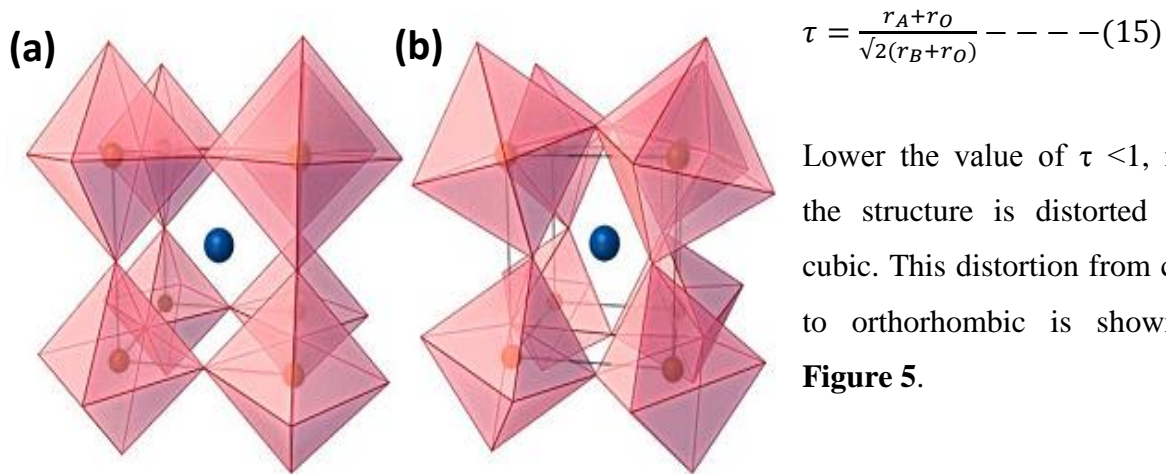 (a)
(b)
τ = (r_A+r_O)/(√2(r_B+r_O)) − − − −(15)
Lower the value of τ <1,
the structure is distorted
cubic. This distortion from
to orthorhombic is
Figure 5.